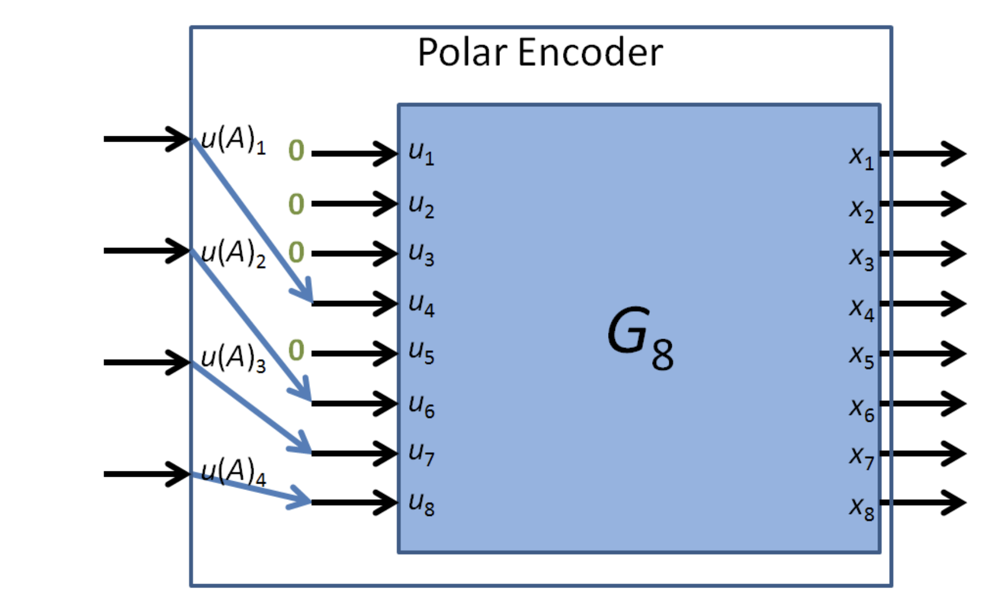 Polar Encoder
u(A)₁ 0 u₁ x₁
0 u₂ x₂
u(A)₂ 0 u₃ x₃
u₄ x₄
G₈
u(A)₃ 0 u₅ x₅
u₆ x₆
u₇ x₇
u(A)₄ u₈ x₈